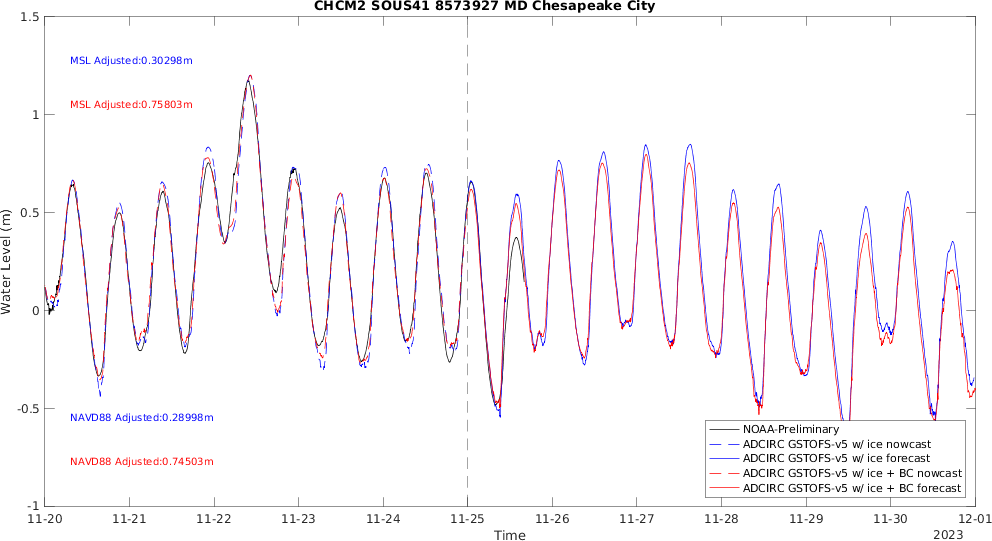 CHCM2 SOUS41 8573927 MD Chesapeake City
1.5
1
0.5
0
-0.5
-1
Water Level (m)
MSL Adjusted:0.30298m
MSL Adjusted:0.75803m
NAVD88 Adjusted:0.28998m
NAVD88 Adjusted:0.74503m
NOAA-Preliminary
ADCIRC GSTOFS-v5 w/ ice nowcast
ADCIRC GSTOFS-v5 w/ ice forecast
ADCIRC GSTOFS-v5 w/ ice + BC nowcast
ADCIRC GSTOFS-v5 w/ ice + BC forecast
11-20 11-21 11-22 11-23 11-24 11-25 11-26 11-27 11-28 11-29 11-30 12-01
Time
2023